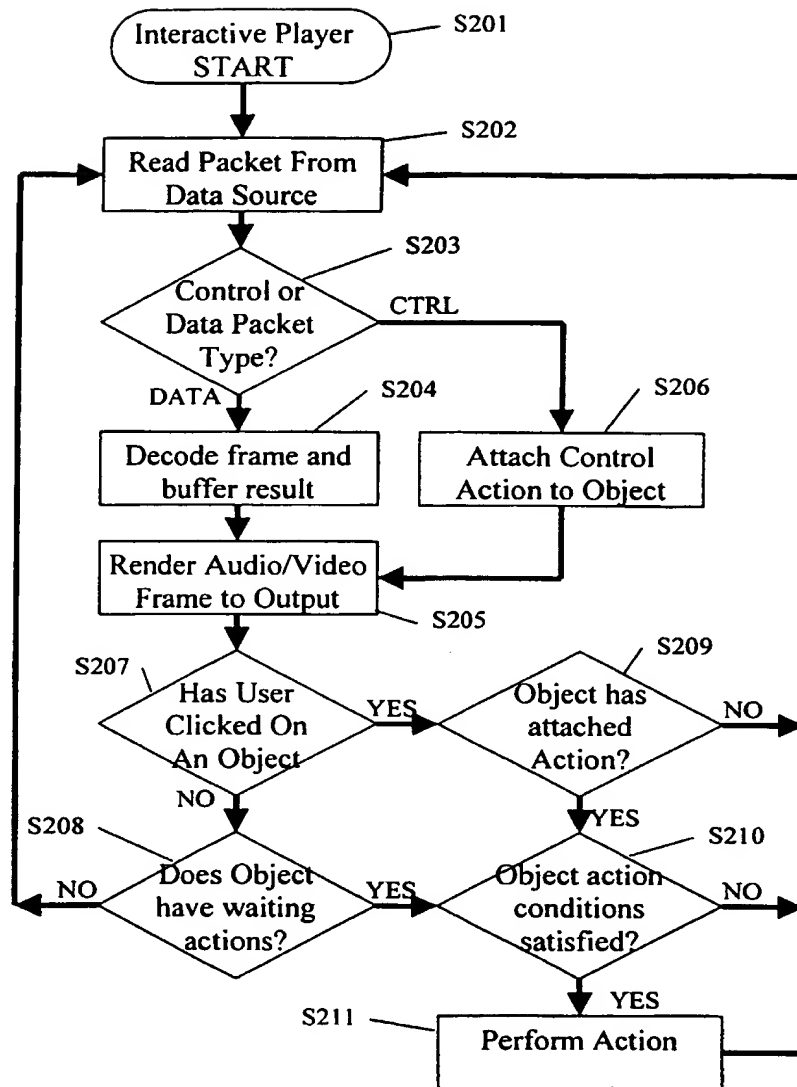 Interactive Player
START
S201
Read Packet From
Data Source
S202
Control or
Data Packet
Type?
S203
CTRL
DATA
S204
Decode frame and
buffer result
S206
Attach Control
Action to Object
Render Audio/Video
Frame to Output
S205
S207
Has User
Clicked On
An Object
YES
S209
Object has
attached
Action?
NO
NO
YES
S208
Does Object
have waiting
actions?
NO
YES
S210
Object action
conditions
satisfied?
NO
YES
S211
Perform Action